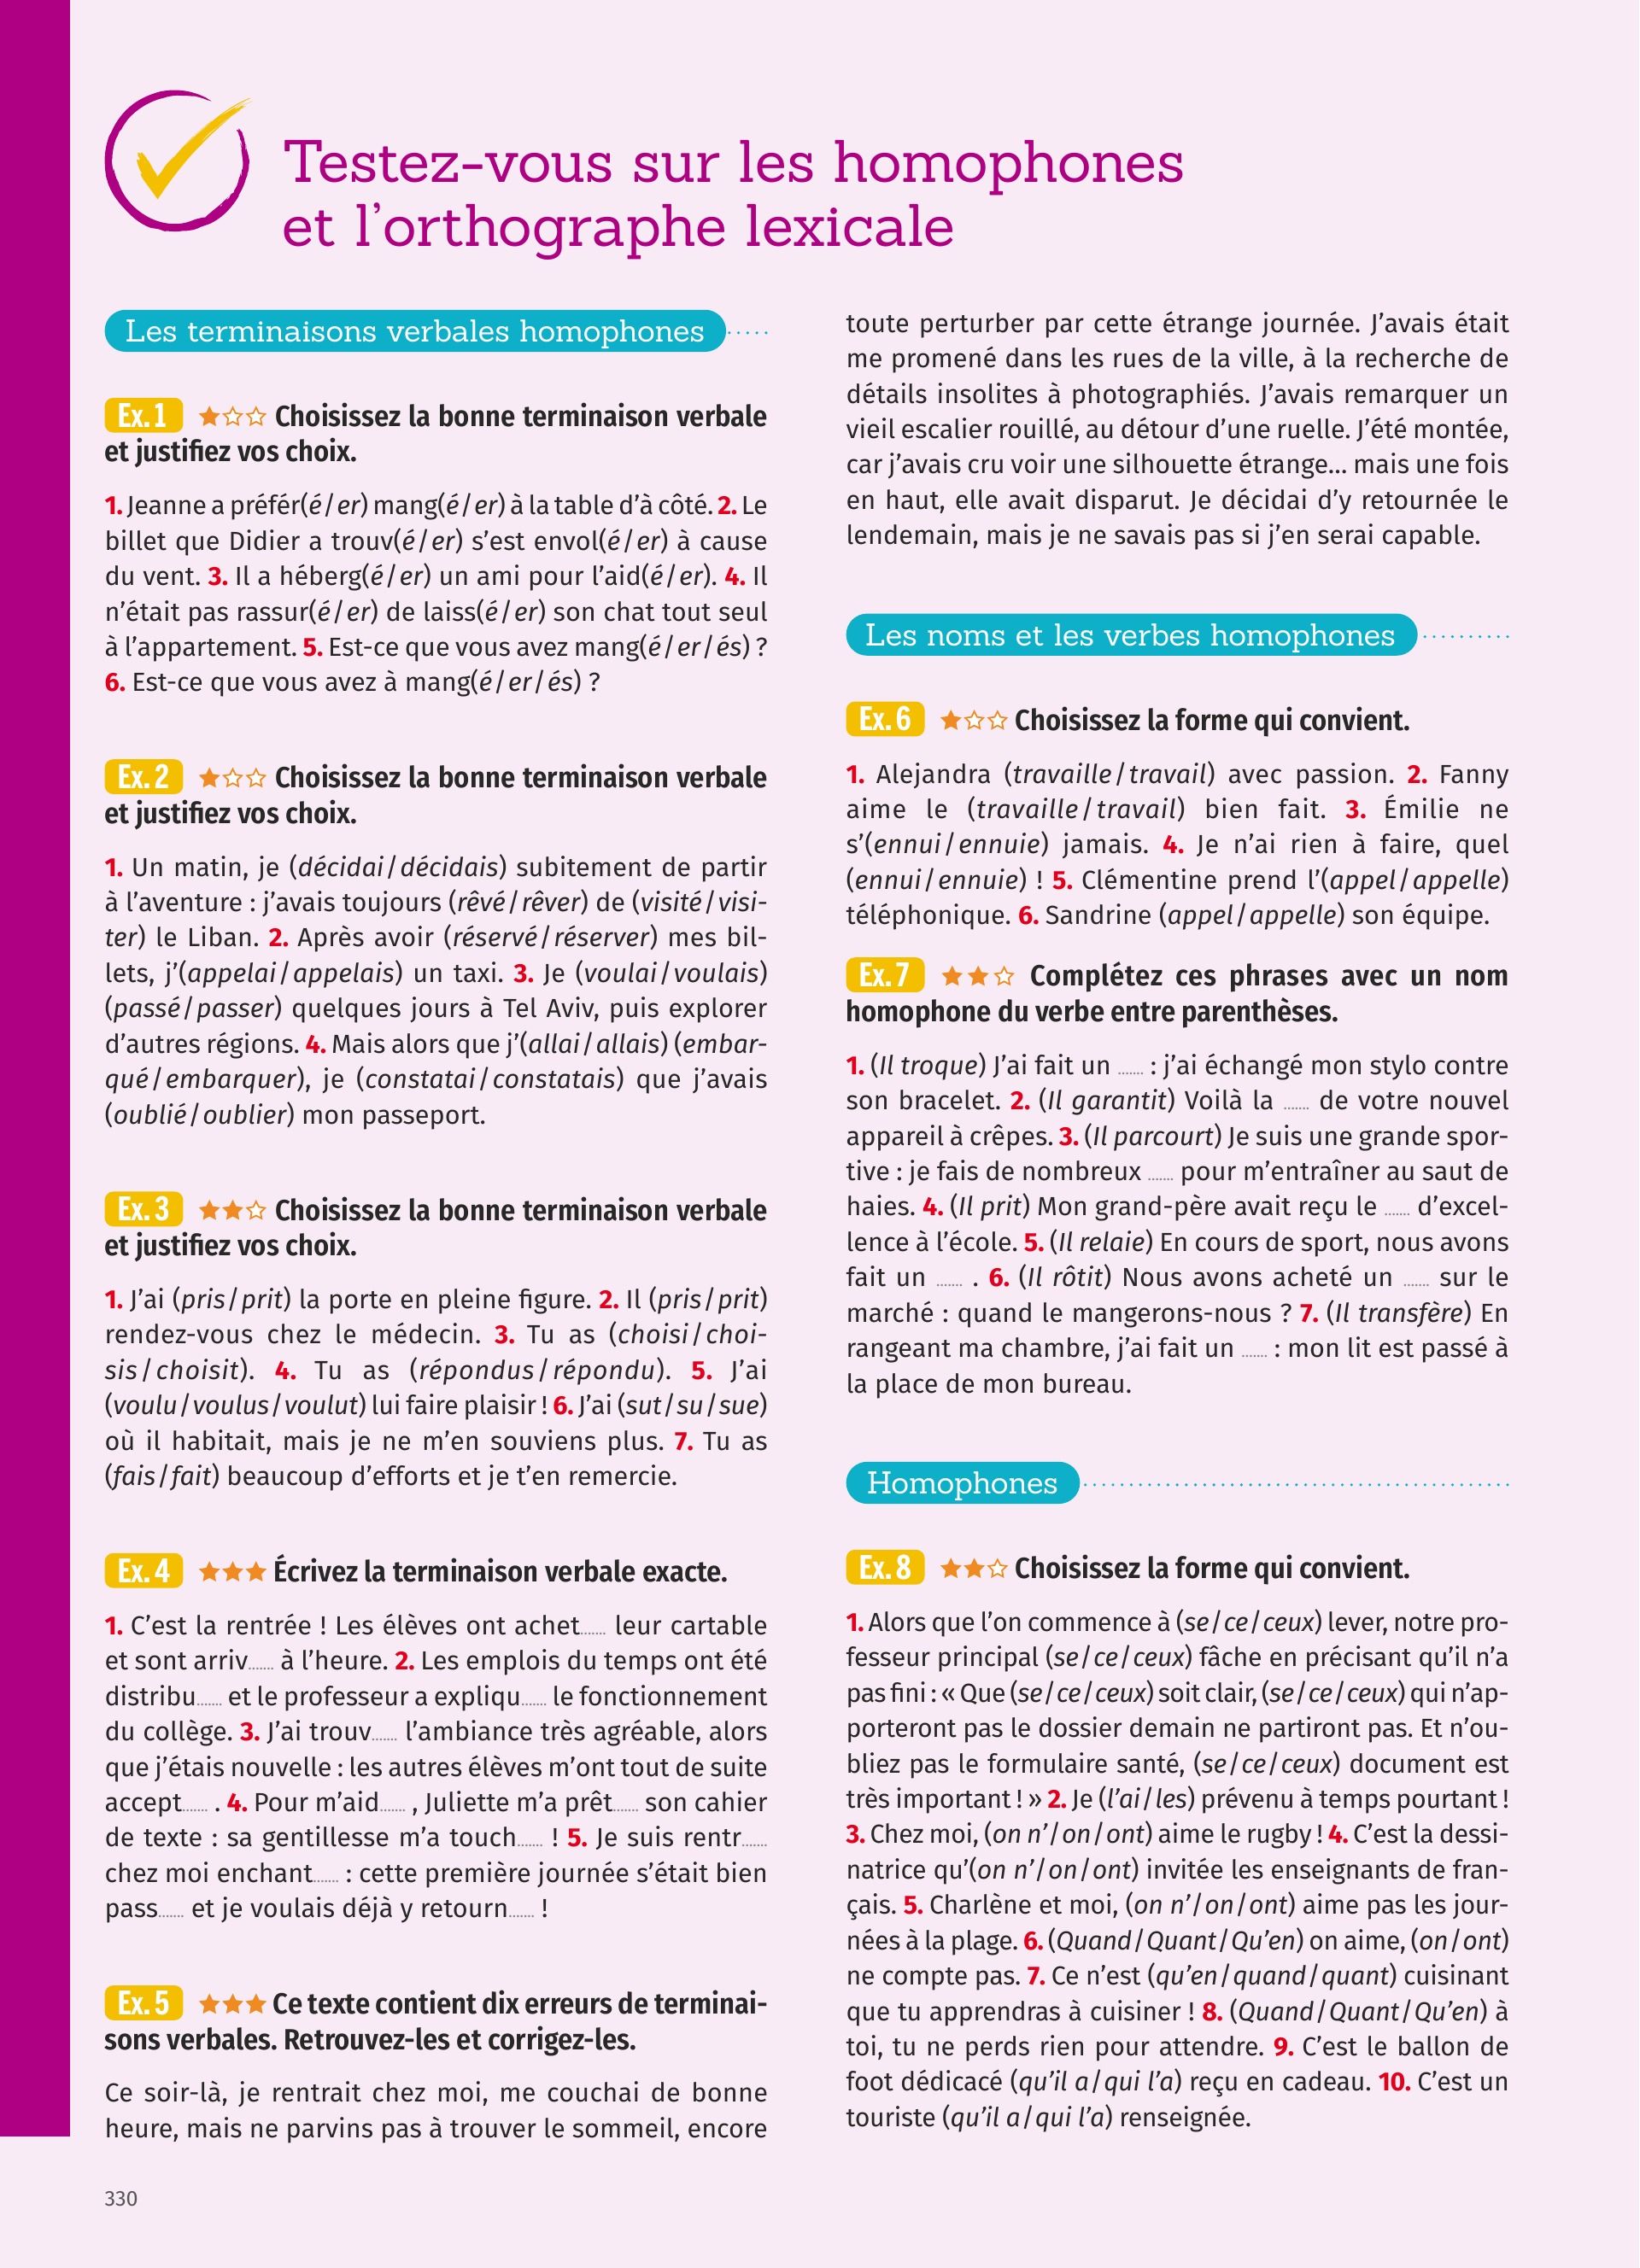 Testez-vous sur les homophones
et l’orthographe lexicale
Les terminaisons verbales homophones
Ex. 1 ★☆☆ Choisissez la bonne terminaison verbale
et justifiez vos choix.
1. Jeanne a préfér(é / er) mang(é / er) à la table d’à côté. 2. Le
billet que Didier a trouv(é / er) s’est envol(é / er) à cause
du vent. 3. Il a héberg(é / er) un ami pour l’aid(é / er). 4. Il
n’était pas rassur(é / er) de laiss(é / er) son chat tout seul
à l’appartement. 5. Est-ce que vous avez mang(é / er / és) ?
6. Est-ce que vous avez à mang(é / er / és) ?
Ex. 2 ★☆☆ Choisissez la bonne terminaison verbale
et justifiez vos choix.
1. Un matin, je (décidai / décidais) subitement de partir
à l’aventure : j’avais toujours (rêvé / rêver) de (visité / visi-
ter) le Liban. 2. Après avoir (réservé / réserver) mes bil-
lets, j’(appelai / appelais) un taxi. 3. Je (voulai / voulais)
(passé / passer) quelques jours à Tel Aviv, puis explorer
d’autres régions. 4. Mais alors que j’(allai / allais) (embar-
qué / embarquer), je (constatai / constatais) que j’avais
(oublié / oublier) mon passeport.
Ex. 3 ★★☆ Choisissez la bonne terminaison verbale
et justifiez vos choix.
1. J’ai (pris / prit) la porte en pleine figure. 2. Il (pris / prit)
rendez-vous chez le médecin. 3. Tu as (choisi / choi-
sis / choisit). 4. Tu as (répondus / répondu). 5. J’ai
(voulu / voulus / voulut) lui faire plaisir ! 6. J’ai (sut / su / sue)
où il habitait, mais je ne m’en souviens plus. 7. Tu as
(fais / fait) beaucoup d’efforts et je t’en remercie.
Ex. 4 ★★★ Écrivez la terminaison verbale exacte.
1. C’est la rentrée ! Les élèves ont achet....... leur cartable
et sont arriv....... à l’heure. 2. Les emplois du temps ont été
distribu....... et le professeur a expliqu....... le fonctionnement
du collège. 3. J’ai trouv....... l’ambiance très agréable, alors
que j’étais nouvelle : les autres élèves m’ont tout de suite
accept....... . 4. Pour m’aid....... , Juliette m’a prêt....... son cahier
de texte : sa gentillesse m’a touch....... ! 5. Je suis rentr.......
chez moi enchant....... : cette première journée s’était bien
pass....... et je voulais déjà y retourn....... !
Ex. 5 ★★★ Ce texte contient dix erreurs de terminai-
sons verbales. Retrouvez-les et corrigez-les.
Ce soir-là, je rentrait chez moi, me couchai de bonne
heure, mais ne parvins pas à trouver le sommeil, encore
toute perturber par cette étrange journée. J’avais était
me promené dans les rues de la ville, à la recherche de
détails insolites à photographiés. J’avais remarquer un
vieil escalier rouillé, au détour d’une ruelle. J’été montée,
car j’avais cru voir une silhouette étrange... mais une fois
en haut, elle avait disparut. Je décidai d’y retournée le
lendemain, mais je ne savais pas si j’en serai capable.
Les noms et les verbes homophones
Ex. 6 ★☆☆ Choisissez la forme qui convient.
1. Alejandra (travaille / travail) avec passion. 2. Fanny
aime le (travaille / travail) bien fait. 3. Émilie ne
s’(ennui / ennuie) jamais. 4. Je n’ai rien à faire, quel
(ennui / ennuie) ! 5. Clémentine prend l’(appel / appelle)
téléphonique. 6. Sandrine (appel / appelle) son équipe.
Ex. 7 ★★☆ Complétez ces phrases avec un nom
homophone du verbe entre parenthèses.
1. (Il troque) J’ai fait un ....... : j’ai échangé mon stylo contre
son bracelet. 2. (Il garantit) Voilà la ....... de votre nouvel
appareil à crêpes. 3. (Il parcourt) Je suis une grande spor-
tive : je fais de nombreux ....... pour m’entraîner au saut de
haies. 4. (Il prit) Mon grand-père avait reçu le ....... d’excel-
lence à l’école. 5. (Il relaie) En cours de sport, nous avons
fait un ....... . 6. (Il rôtit) Nous avons acheté un ....... sur le
marché : quand le mangerons-nous ? 7. (Il transfère) En
rangeant ma chambre, j’ai fait un ....... : mon lit est passé à
la place de mon bureau.
Homophones
Ex. 8 ★★☆ Choisissez la forme qui convient.
1. Alors que l’on commence à (se / ce / ceux) lever, notre pro-
fesseur principal (se / ce / ceux) fâche en précisant qu’il n’a
pas fini : « Que (se / ce / ceux) soit clair, (se / ce / ceux) qui n’ap-
porteront pas le dossier demain ne partiront pas. Et n’ou-
bliez pas le formulaire santé, (se / ce / ceux) document est
très important ! » 2. Je (l’ai / les) prévenu à temps pourtant !
3. Chez moi, (on n’ / on / ont) aime le rugby ! 4. C’est la dessi-
natrice qu’(on n’ / on / ont) invitée les enseignants de fran-
çais. 5. Charlène et moi, (on n’ / on / ont) aime pas les jour-
nées à la plage. 6. (Quand / Quant / Qu’en) on aime, (on / ont)
ne compte pas. 7. Ce n’est (qu’en / quand / quant) cuisinant
que tu apprendras à cuisiner ! 8. (Quand / Quant / Qu’en) à
toi, tu ne perds rien pour attendre. 9. C’est le ballon de
foot dédicacé (qu’il a / qui l’a) reçu en cadeau. 10. C’est un
touriste (qu’il a / qui l’a) renseignée.
330